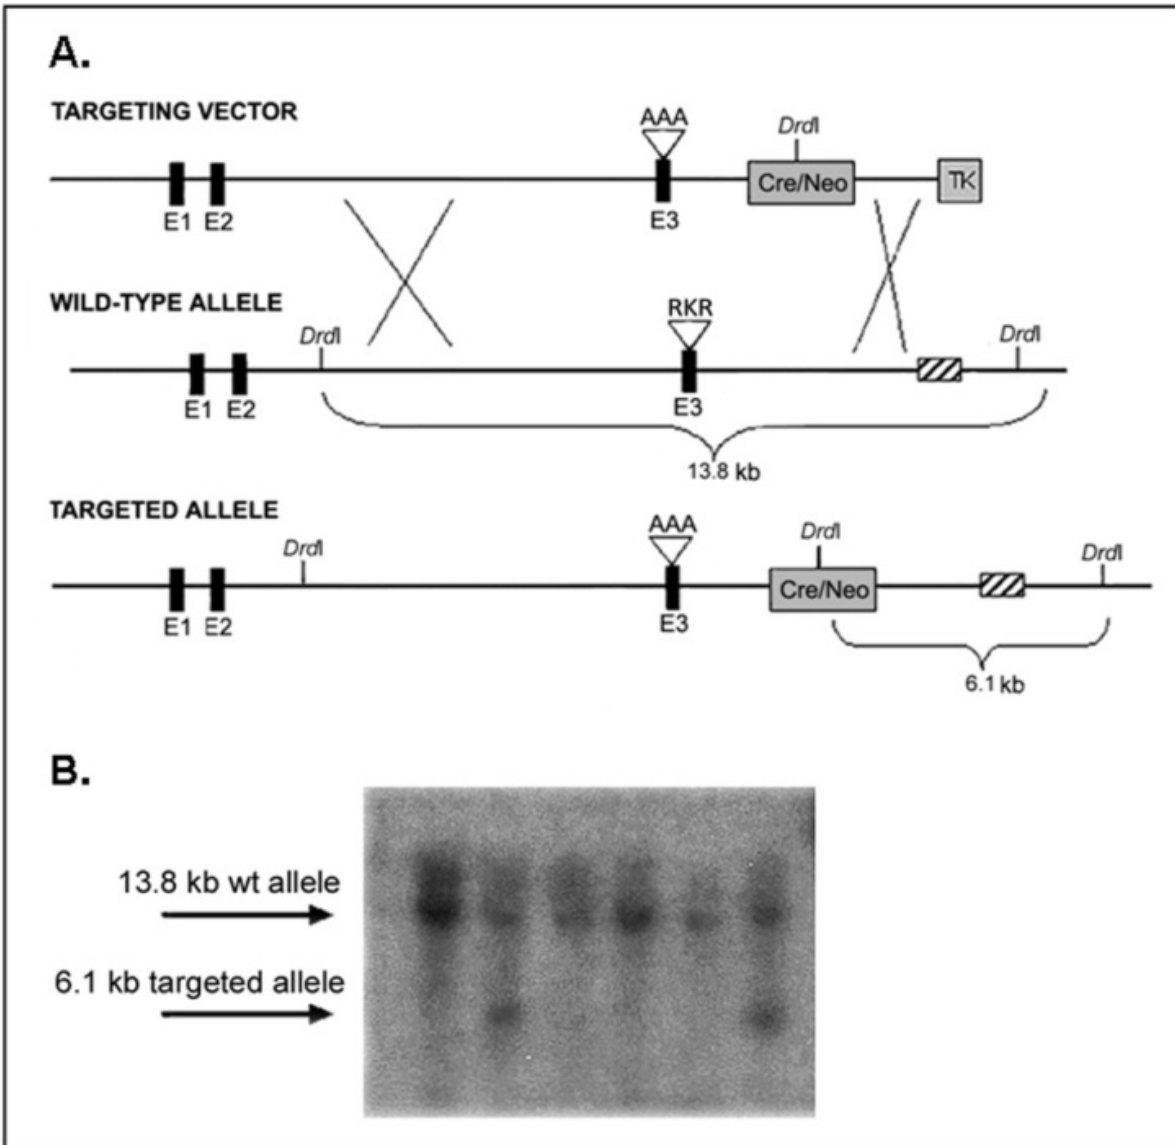 A.
TARGETING VECTOR
AAA
DrdI
Cre/Neo
TK
E1 E2
E3
WILD-TYPE ALLELE
RKR
DrdI
DrdI
E1 E2
E3
13.8 kb
TARGETED ALLELE
AAA
DrdI
DrdI
DrdI
Cre/Neo
E1 E2
E3
6.1 kb
B.
13.8 kb wt allele
6.1 kb targeted allele